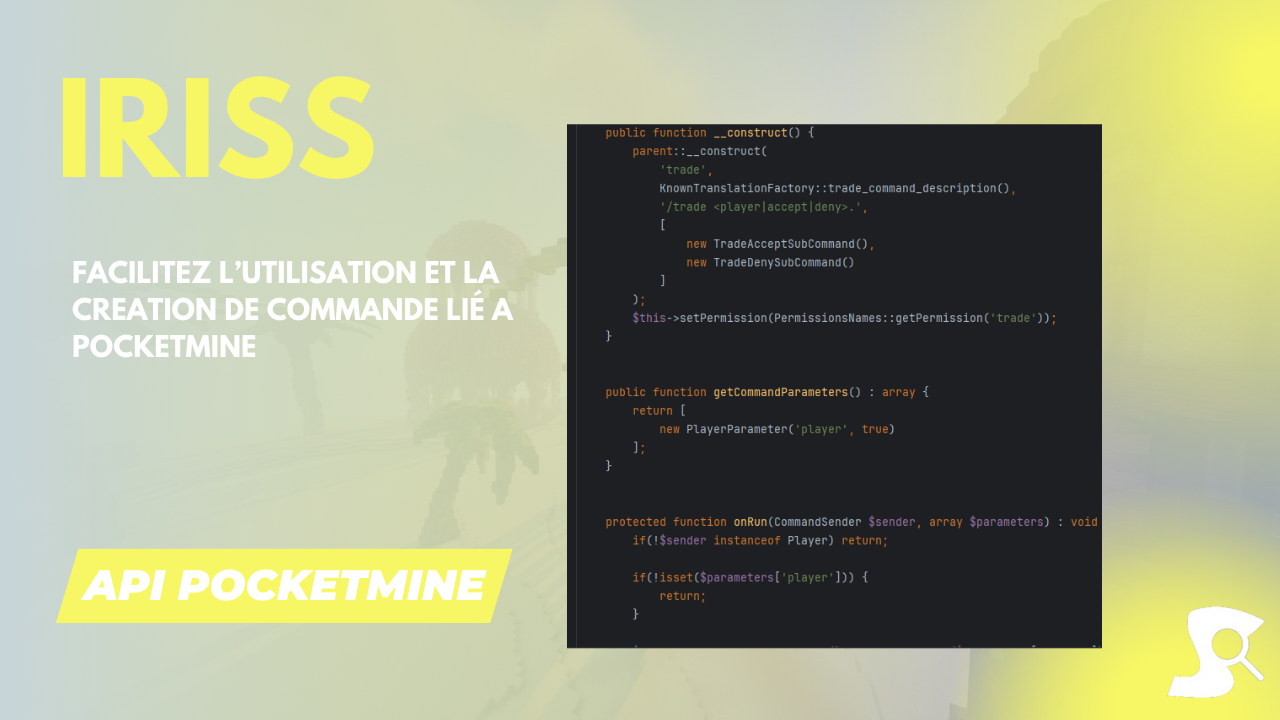 IRISS
FACILITEZ L’UTILISATION ET LA
CREATION DE COMMANDE LIÉ A
POCKETMINE
API POCKETMINE
public function __construct() {
parent::__construct(
'trade',
KnownTranslationFactory::trade_command_description(),
'/trade <player|accept|deny>.',
[
new TradeAcceptSubCommand(),
new TradeDenySubCommand()
]
);
$this->setPermission(PermissionsNames::getPermission('trade'));
}
public function getCommandParameters() : array {
return [
new PlayerParameter('player', true)
];
}
protected function onRun(CommandSender $sender, array $parameters) : void
if(!$sender instanceof Player) return;
if(!isset($parameters['player'])) {
return;
}